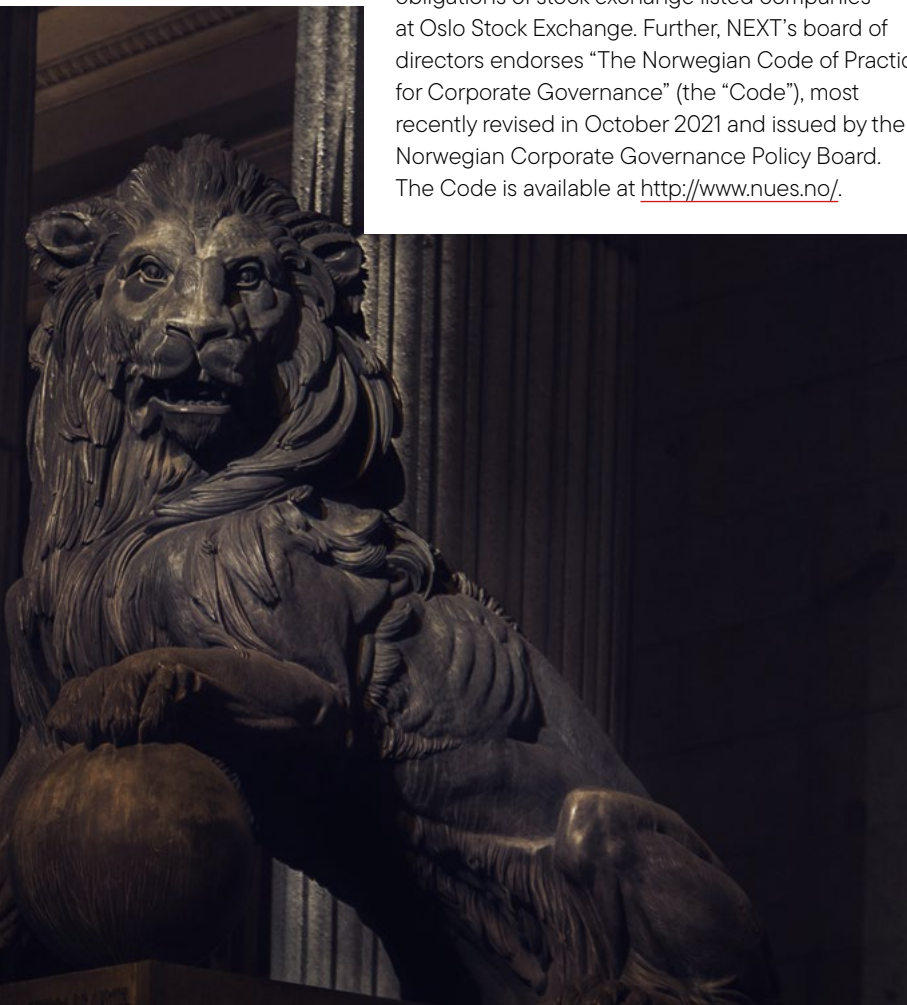 obligations of stock exchange listed companies
at Oslo Stock Exchange. Further, NEXT’s board of
directors endorses “The Norwegian Code of Practic
for Corporate Governance” (the “Code”), most
recently revised in October 2021 and issued by the
Norwegian Corporate Governance Policy Board.
The Code is available at http://www.nues.no/.